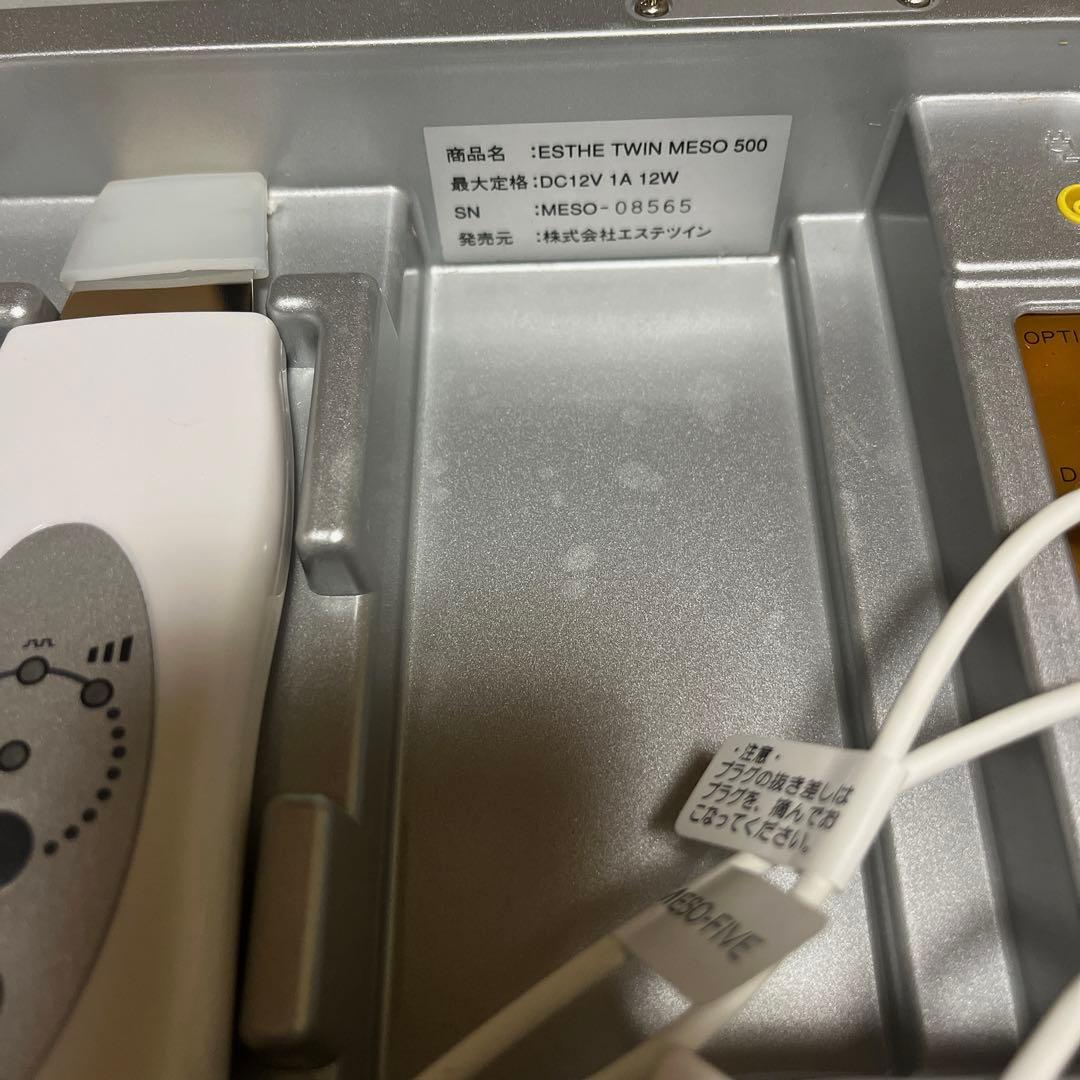 商品名　:ESTHE TWIN MESO 500
最大定格:DC12V 1A 12W
SN　:MESO-08565
発売元　:株式会社エステツイン
OPTI
D
・注意・
プラグの抜き差しは
プラグを、摘んでお
こなってください。
MESO-FIVE